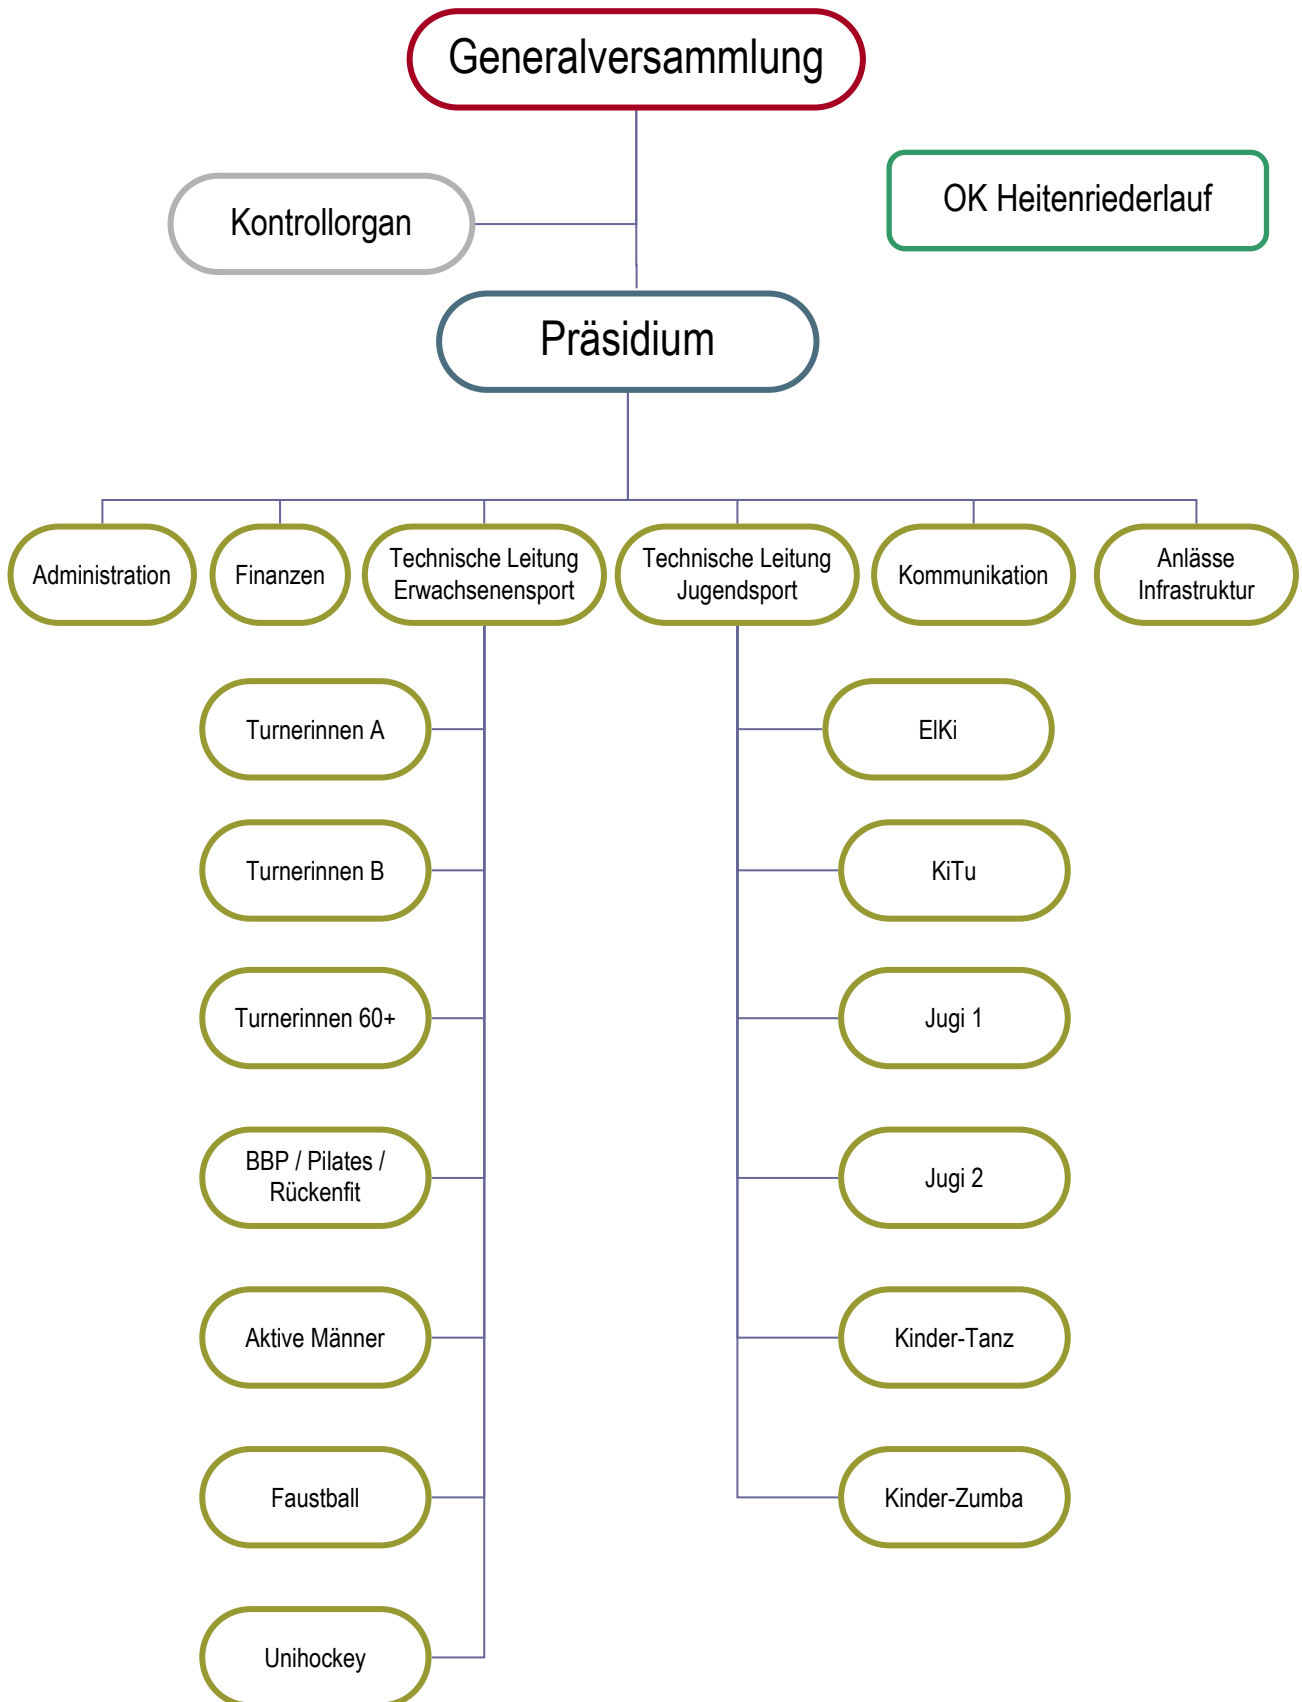 Generalversammlung
OK Heitenriederlauf
Kontrollorgan
Präsidium
Administration
Finanzen
Technische Leitung
Erwachsenensport
Technische Leitung
Jugendsport
Kommunikation
Anlässe
Infrastruktur
Turnerinnen A
ElKi
Turnerinnen B
KiTu
Turnerinnen 60+
Jugi 1
BBP / Pilates /
Rückenfit
Jugi 2
Aktive Männer
Kinder-Tanz
Faustball
Kinder-Zumba
Unihockey